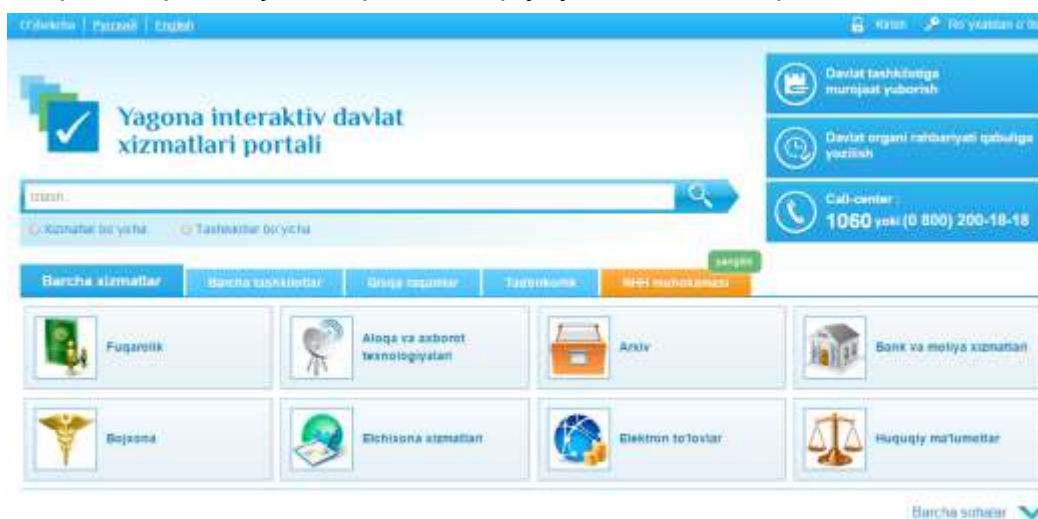 O'zbekcha | Русский | English
Kirish Ro'yxatdan o'tis
Yagona interaktiv davlat
xizmatlari portali
Davlat tashkilotiga
murojaat yuborish
Davlat organi rahbariyati qabuliga
yozilish
Call-center :
1060 yoki (0 800) 200-18-18
Izlash..
Xizmatlar bo'yicha Tashkilotlar bo'yicha
yangilik
Barcha xizmatlar Barcha tashkilotlar Qisqa raqamlar Tadbirkorlik NHH muhokamasi
Fuqarolik
Aloqa va axborot
texnologiyalari
Arxiv
Bank va moliya xizmatlari
Bojxona
Elchixona xizmatlari
Elektron to'lovlar
Huquqiy ma'lumotlar
Barcha sohalar